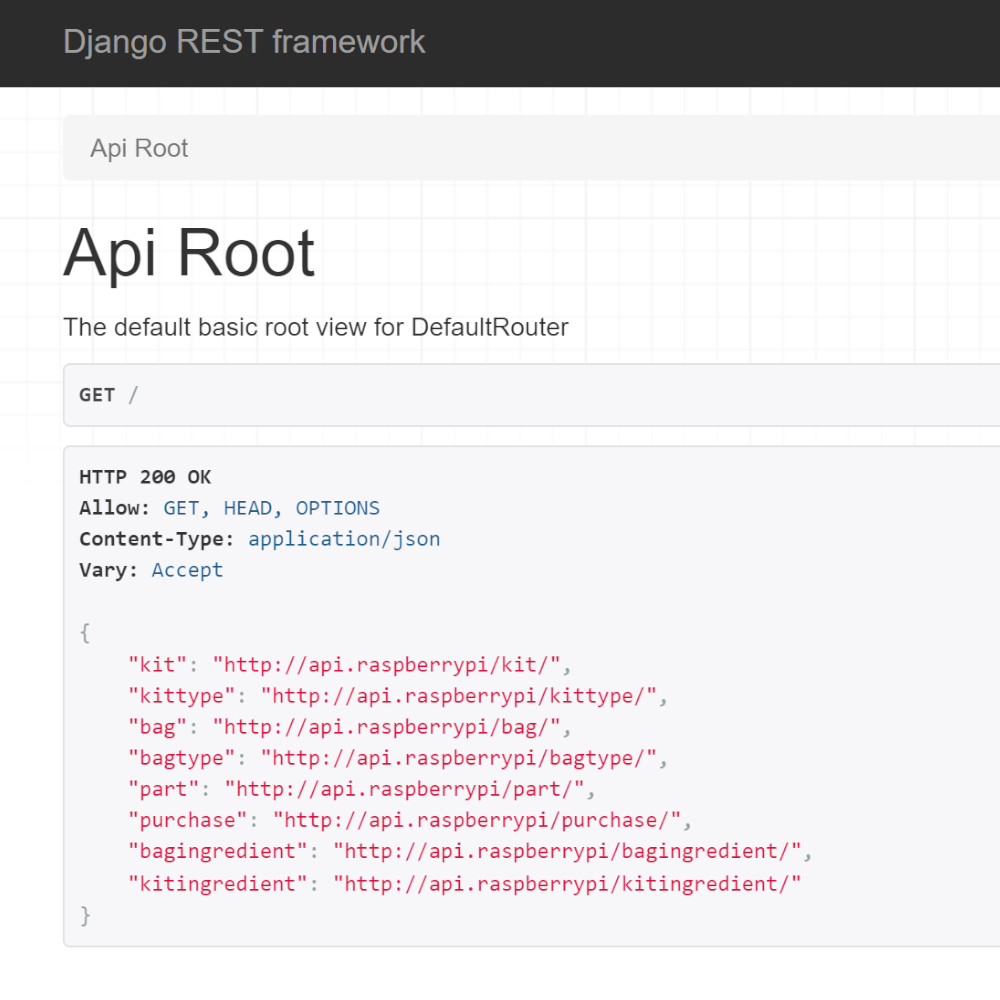 Django REST framework
Api Root
Api Root
The default basic root view for DefaultRouter
GET /
HTTP 200 OK
Allow: GET, HEAD, OPTIONS
Content-Type: application/json
Vary: Accept
{
    "kit": "http://api.raspberrypi/kit/",
    "kittype": "http://api.raspberrypi/kittype/",
    "bag": "http://api.raspberrypi/bag/",
    "bagtype": "http://api.raspberrypi/bagtype/",
    "part": "http://api.raspberrypi/part/",
    "purchase": "http://api.raspberrypi/purchase/",
    "bagingredient": "http://api.raspberrypi/bagingredient/",
    "kitingredient": "http://api.raspberrypi/kitingredient/"
}